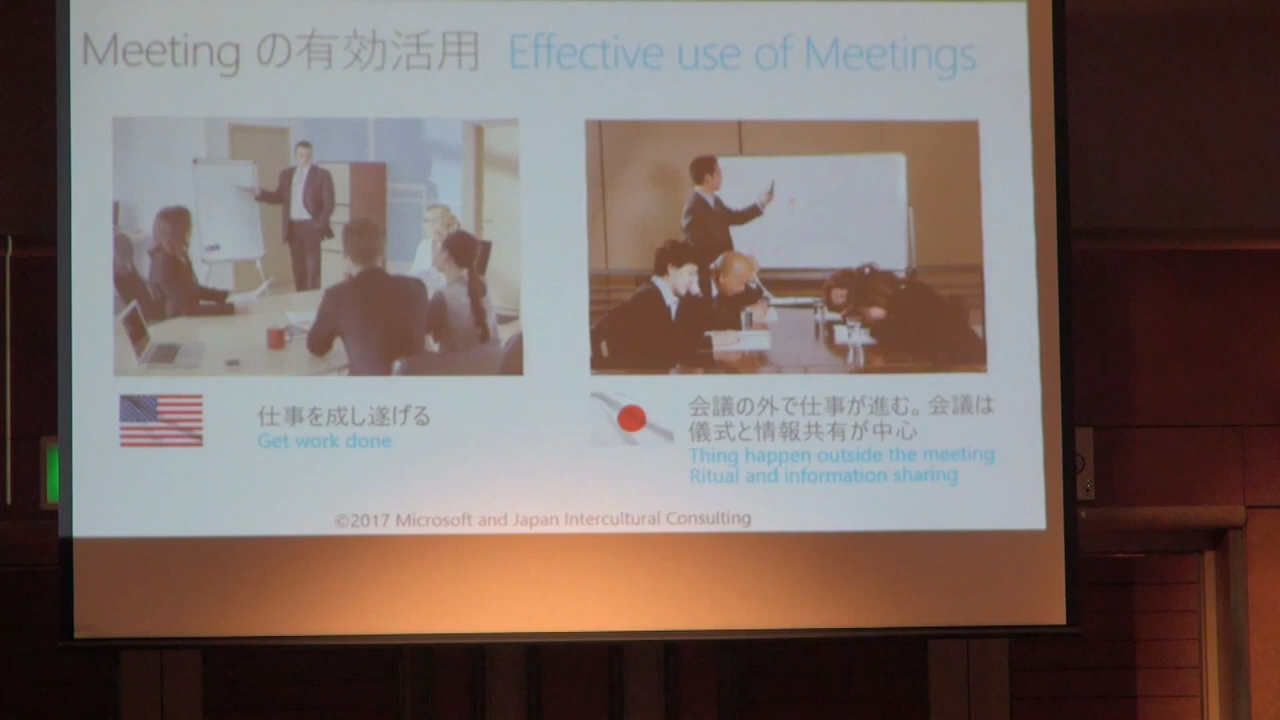 Meeting の有効活用 Effective use of Meetings
仕事を成し遂げる
Get work done
会議の外で仕事が進む。会議は
儀式と情報共有が中心
Thing happen outside the meeting
Ritual and information sharing
©2017 Microsoft and Japan Intercultural Consulting